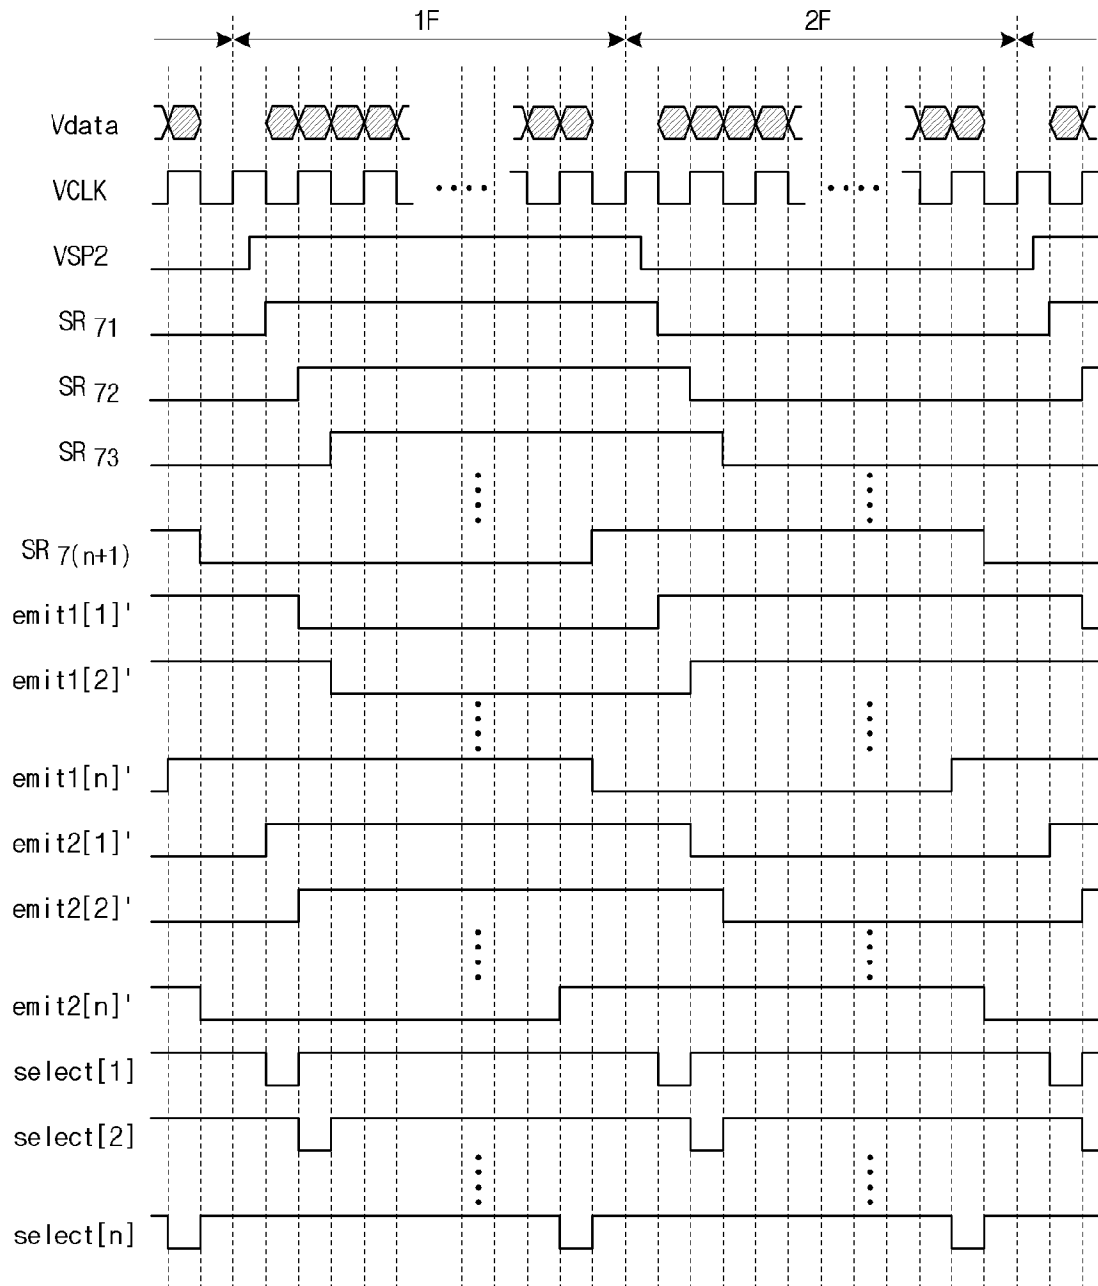 1F
2F
Vdata
VCLK
VSP2
SR 71
SR 72
SR 73
SR 7(n+1)
emit1[1]'
emit1[2]'
emit1[n]'
emit2[1]'
emit2[2]'
emit2[n]'
select[1]
select[2]
select[n]